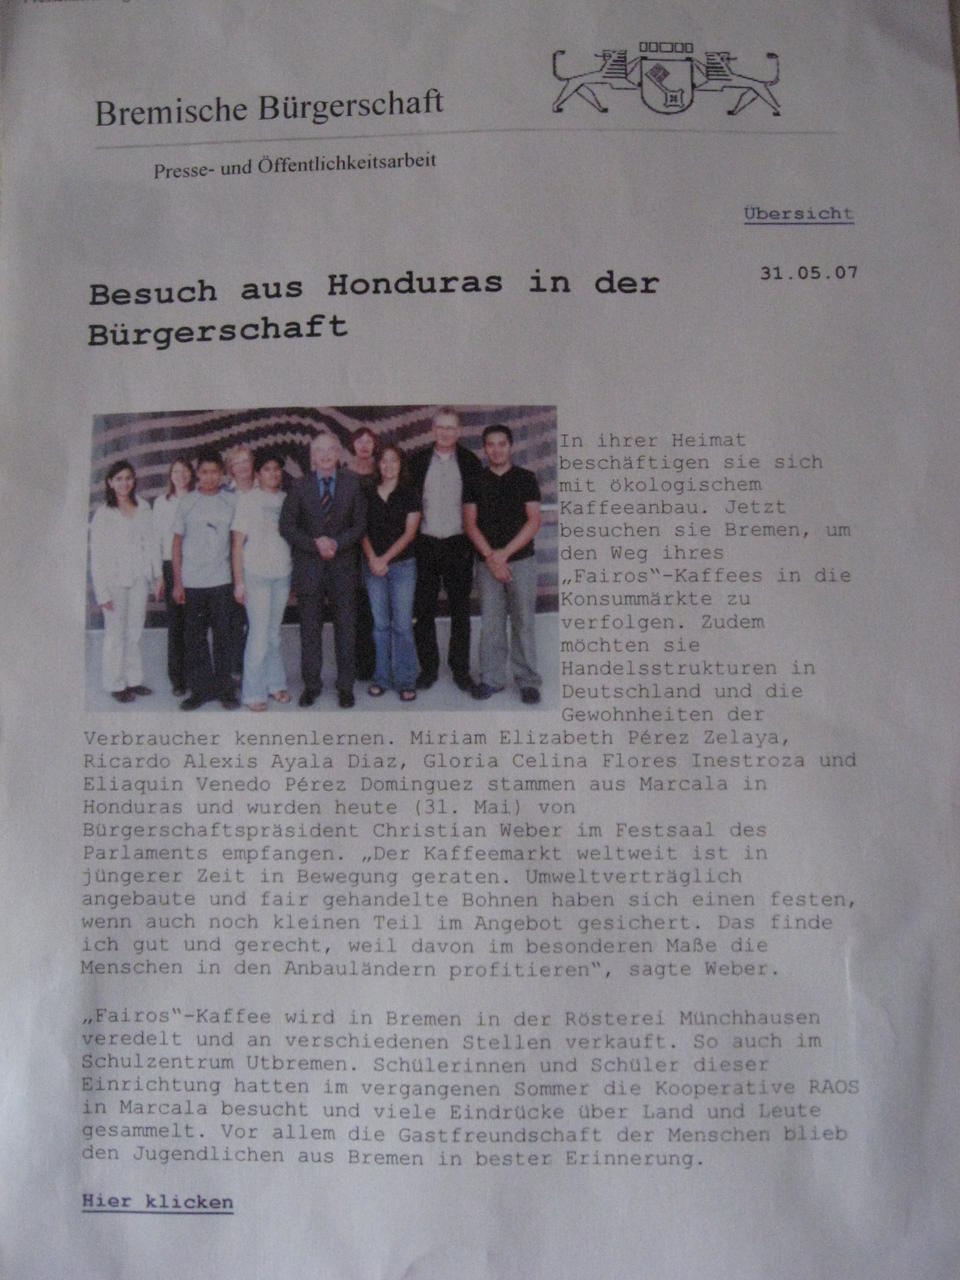 Bremische Bürgerschaft
Presse- und Öffentlichkeitsarbeit
Übersicht
31.05.07
Besuch aus Honduras in der
Bürgerschaft
In ihrer Heimat
beschäftigen sie sich
mit ökologischem
Kaffeeanbau. Jetzt
besuchen sie Bremen, um
den Weg ihres
„Fairos“-Kaffees in die
Konsummärkte zu
verfolgen. Zudem
möchten sie
Handelsstrukturen in
Deutschland und die
Gewohnheiten der
Verbraucher kennenlernen. Miriam Elizabeth Pérez Zelaya,
Ricardo Alexis Ayala Diaz, Gloria Celina Flores Inestroza und
Eliaquin Venedo Pérez Dominguez stammen aus Marcala in
Honduras und wurden heute (31. Mai) von
Bürgerschaftspräsident Christian Weber im Festsaal des
Parlaments empfangen. „Der Kaffeemarkt weltweit ist in
jüngerer Zeit in Bewegung geraten. Umweltverträglich
angebaute und fair gehandelte Bohnen haben sich einen festen,
wenn auch noch kleinen Teil im Angebot gesichert. Das finde
ich gut und gerecht, weil davon im besonderen Maße die
Menschen in den Anbauländern profitieren“, sagte Weber.
„Fairos“-Kaffee wird in Bremen in der Rösterei Münchhausen
veredelt und an verschiedenen Stellen verkauft. So auch im
Schulzentrum Utbremen. Schülerinnen und Schüler dieser
Einrichtung hatten im vergangenen Sommer die Kooperative RAOS
in Marcala besucht und viele Eindrücke über Land und Leute
gesammelt. Vor allem die Gastfreundschaft der Menschen blieb
den Jugendlichen aus Bremen in bester Erinnerung.
Hier klicken